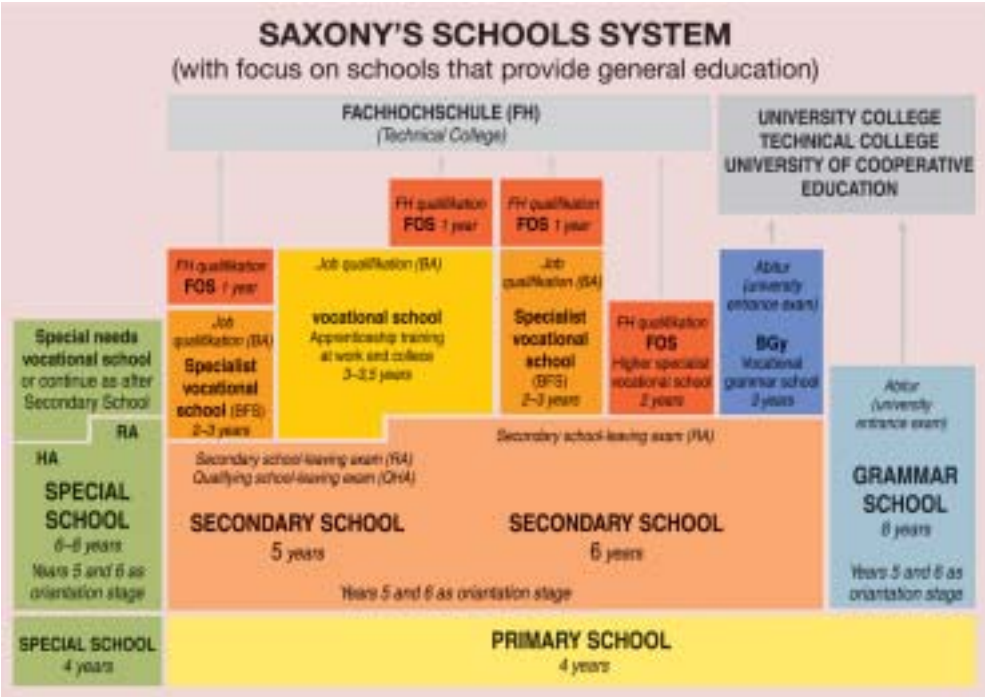 SAXONY'S SCHOOLS SYSTEM
(with focus on schools that provide general education)
FACHHOCHSCHULE (FH)
(Technical College)
UNIVERSITY COLLEGE
TECHNICAL COLLEGE
UNIVERSITY OF COOPERATIVE
EDUCATION
FH qualifikation
FOS 1 year
FH qualifikation
FOS 1 year
FH qualifikation
FOS 1 year
Job qualifikation (BA)
vocational school
Apprenticeship training
at work and college
3–3,5 years
Job
qualifikation (BA)
Specialist
vocational
school
(BFS)
2–3 years
Abitur
(university
entrance exam)
BGy
Vocational
grammar school
3 years
FH qualifikation
FOS
Higher specialist
vocational school
2 years
Job
qualifikation (BA)
Specialist
vocational
school (BFS)
2–3 years
Special needs
vocational school
or continue as after
Secondary School
RA
HA
SPECIAL
SCHOOL
Years 5 and 6 as
orientation stage
Secondary school-leaving exam (RA)
Qualifying school-leaving exam (QHA)
SECONDARY SCHOOL
5 years
Secondary school-leaving exam (RA)
SECONDARY SCHOOL
6 years
Years 5 and 6 as orientation stage
Abitur
(university
entrance exam)
GRAMMAR
SCHOOL
8 years
Years 5 and 6 as
orientation stage
SPECIAL SCHOOL
4 years
PRIMARY SCHOOL
4 years